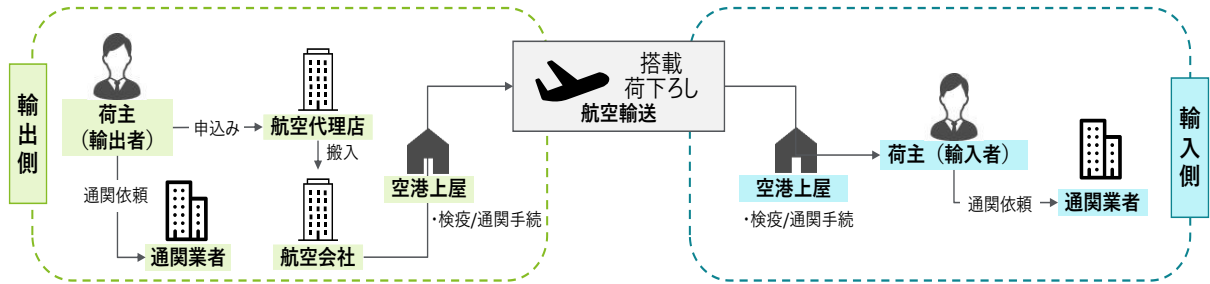 輸出側
荷主
（輸出者）
申込み
航空代理店
搬入
通関依頼
通関業者
航空会社
空港上屋
・検疫/通関手続
搭載
荷下ろし
航空輸送
空港上屋
・検疫/通関手続
荷主（輸入者）
通関依頼
通関業者
輸入側